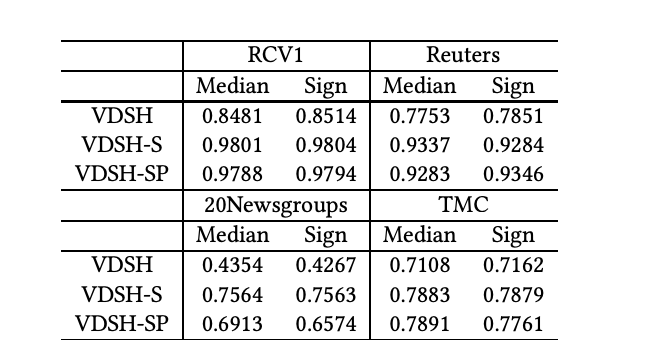 RCV1 Reuters
Median Sign Median Sign
VDSH 0.8481 0.8514 0.7753 0.7851
VDSH-S 0.9801 0.9804 0.9337 0.9284
VDSH-SP 0.9788 0.9794 0.9283 0.9346
20Newsgroups TMC
Median Sign Median Sign
VDSH 0.4354 0.4267 0.7108 0.7162
VDSH-S 0.7564 0.7563 0.7883 0.7879
VDSH-SP 0.6913 0.6574 0.7891 0.7761